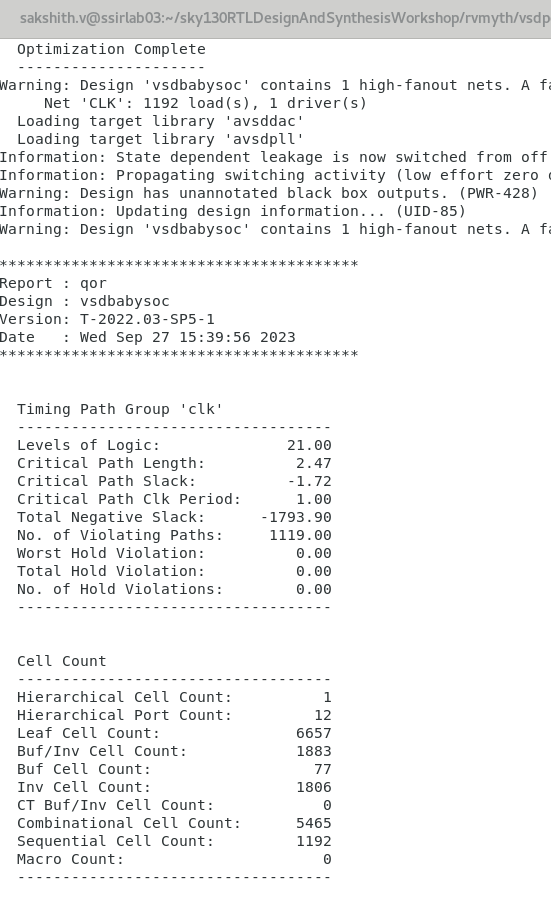 sakshith.v@ssirlab03:~/sky130RTLDesignAndSynthesisWorkshop/rvmyth/vsdp
Optimization Complete
---------------------
Warning: Design 'vsdbabysoc' contains 1 high-fanout nets. A fa
Net 'CLK': 1192 load(s), 1 driver(s)
Loading target library 'avsddac'
Loading target library 'avsdpll'
Information: State dependent leakage is now switched from off
Information: Propagating switching activity (low effort zero d
Warning: Design has unannotated black box outputs. (PWR-428)
Information: Updating design information... (UID-85)
Warning: Design 'vsdbabysoc' contains 1 high-fanout nets. A fa
****************************************
Report : qor
Design : vsdbabysoc
Version: T-2022.03-SP5-1
Date   : Wed Sep 27 15:39:56 2023
****************************************
Timing Path Group 'clk'
-----------------------------------
Levels of Logic:              21.00
Critical Path Length:          2.47
Critical Path Slack:          -1.72
Critical Path Clk Period:      1.00
Total Negative Slack:      -1793.90
No. of Violating Paths:     1119.00
Worst Hold Violation:          0.00
Total Hold Violation:          0.00
No. of Hold Violations:        0.00
-----------------------------------
Cell Count
-----------------------------------
Hierarchical Cell Count:          1
Hierarchical Port Count:         12
Leaf Cell Count:               6657
Buf/Inv Cell Count:            1883
Buf Cell Count:                  77
Inv Cell Count:                1806
CT Buf/Inv Cell Count:            0
Combinational Cell Count:      5465
Sequential Cell Count:         1192
Macro Count:                      0
-----------------------------------